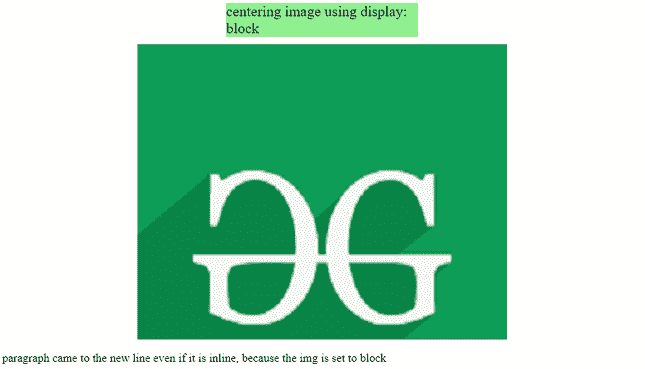 centering image using display:
block
paragraph came to the new line even if it is inline, because the img is set to block